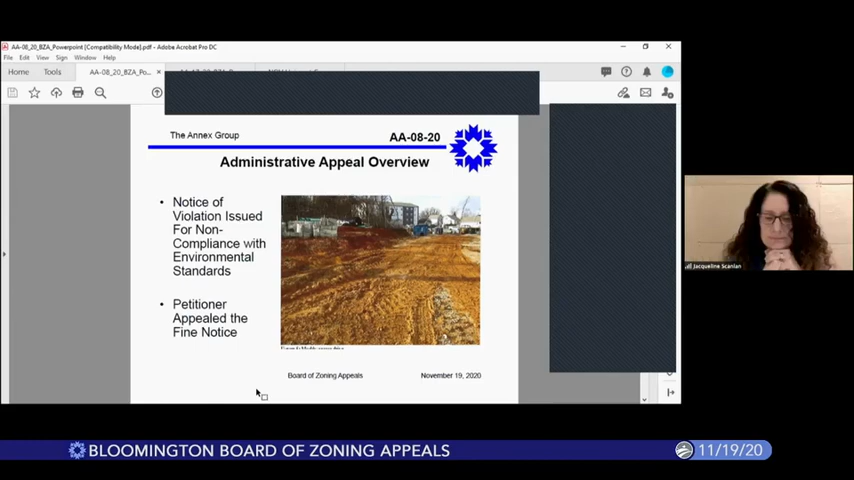 AA-08_20_BZA_Powerpoint [Compatibility Mode].pdf - Adobe Acrobat Pro DC
File Edit View Sign Window Help
Home Tools AA-08_20_BZA_Po... ×
The Annex Group AA-08-20
Administrative Appeal Overview
• Notice of
Violation Issued
For Non-
Compliance with
Environmental
Standards
• Petitioner
Appealed the
Fine Notice
Board of Zoning Appeals November 19, 2020
Jacqueline Scanlan
BLOOMINGTON BOARD OF ZONING APPEALS 11/19/20